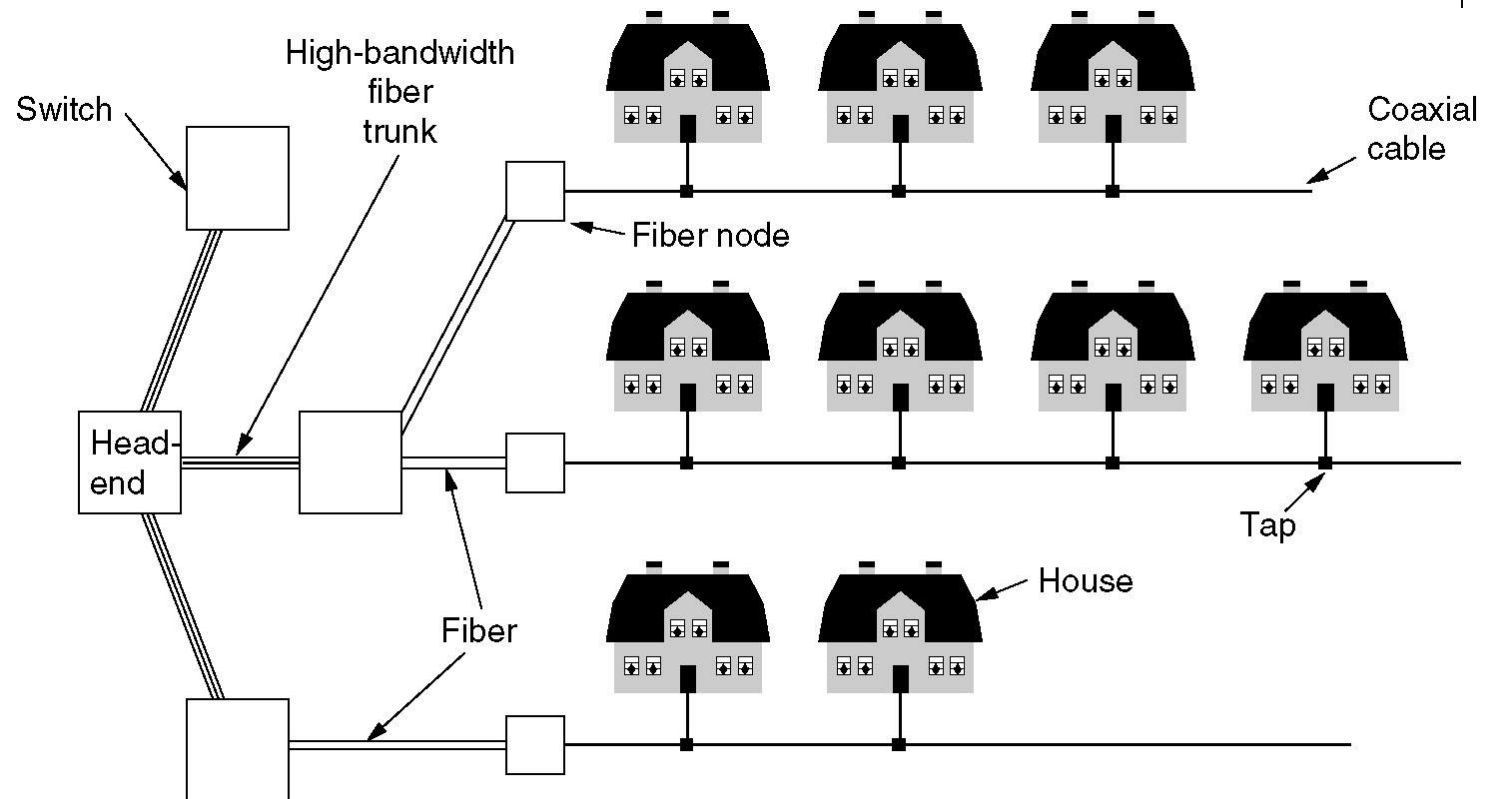 High-bandwidth
fiber
trunk
Switch
Coaxial
cable
Fiber node
Head-
end
Tap
House
Fiber